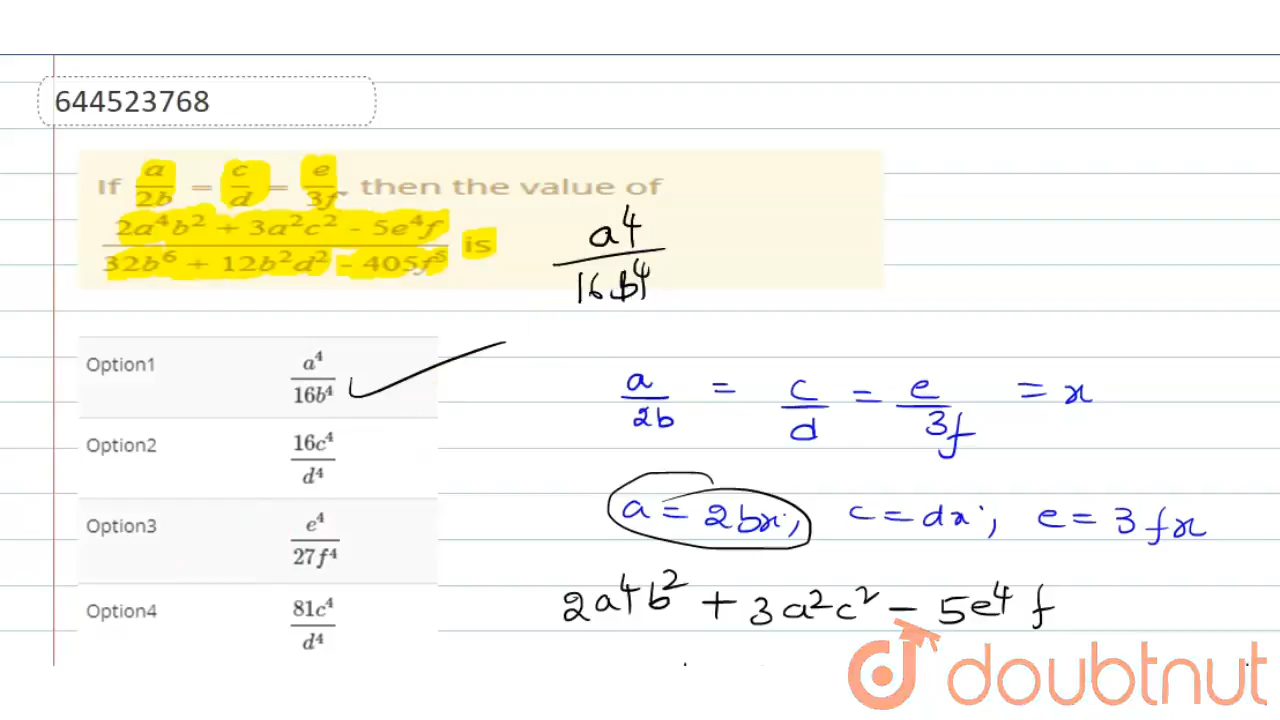 644523768
If a/2b = c/d = e/3f, then the value of
(2a⁴b² + 3a²c² - 5e⁴f)/(32b⁶ + 12b²d² - 405f⁵) is
a⁴/16b⁴
Option1 a⁴/16b⁴
a/2b = c/d = e/3f = x
Option2 16c⁴/d⁴
a = 2bx; c = dx; e = 3fx
Option3 e⁴/27f⁴
2a⁴b² + 3a²c² - 5e⁴f
Option4 81c⁴/d⁴
doubtnut